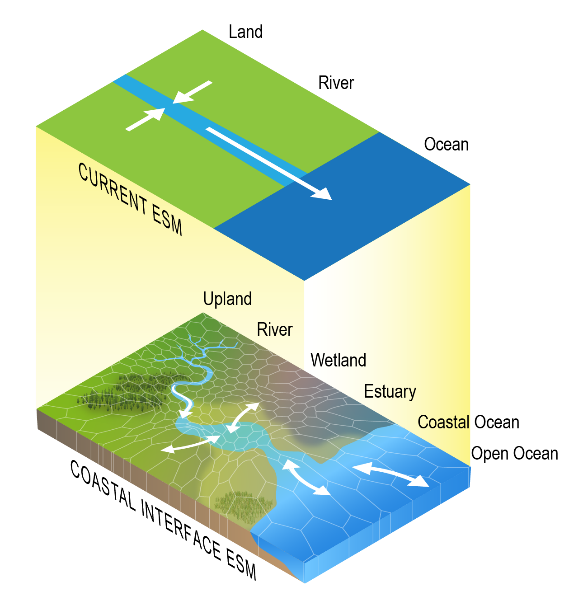 Land
River
Ocean
CURRENT ESM
Upland
River
Wetland
Estuary
Coastal Ocean
Open Ocean
COASTAL INTERFACE ESM